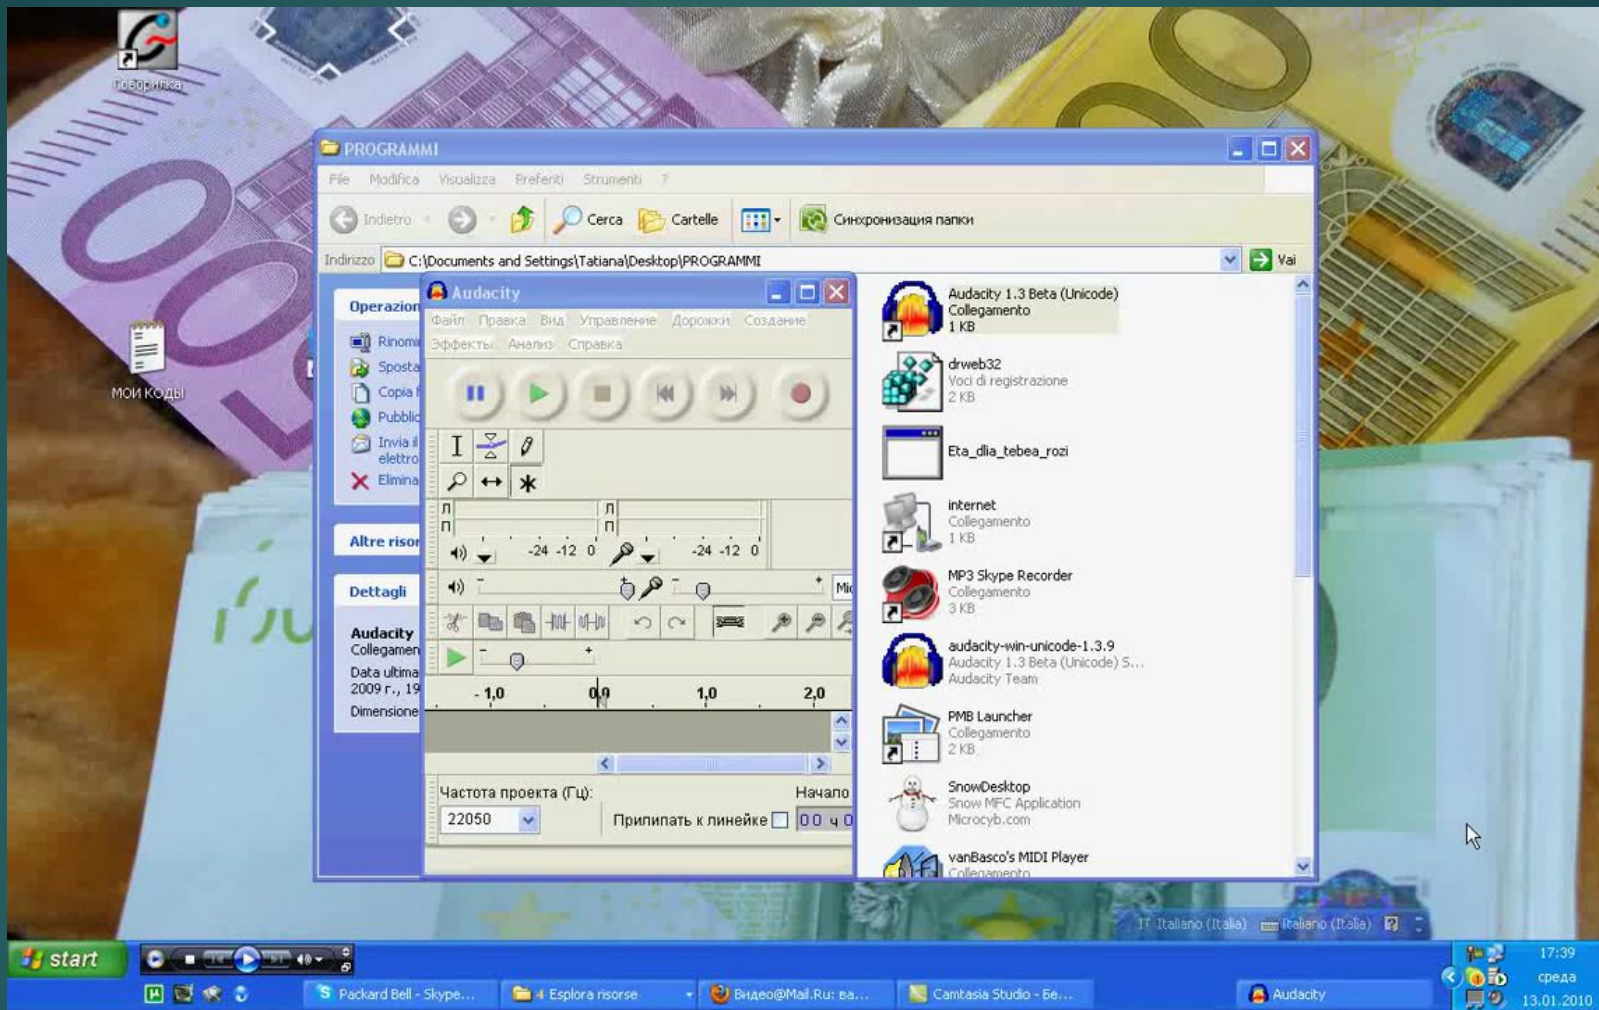 Говорилка
МОИ КОДЫ
PROGRAMMI
File Modifica Visualizza Preferiti Strumenti ?
Indietro Cerca Cartelle Синхронизация папки
Indirizzo C:\Documents and Settings\Tatiana\Desktop\PROGRAMMI Vai
Operazion
Rinomi
Sposta
Copia f
Pubblic
Invia il
elettro
Elimina
Altre risor
Dettagli
Audacity
Collegamen
Data ultima
2009 г., 19
Dimensione
Audacity
Файл Правка Вид Управление Дорожки Создание
Эффекты Анализ Справка
Л Л
П П
-24 -12 0 -24 -12 0
- + - + Mic
- +
- 1,0 0,0 1,0 2,0
Частота проекта (Гц): Начало
22050 Прилипать к линейке 00 ч 0
Audacity 1.3 Beta (Unicode)
Collegamento
1 KB
drweb32
Voci di registrazione
2 KB
Eta_dlia_tebea_rozi
internet
Collegamento
1 KB
MP3 Skype Recorder
Collegamento
3 KB
audacity-win-unicode-1.3.9
Audacity 1.3 Beta (Unicode) S...
Audacity Team
PMB Launcher
Collegamento
2 KB
SnowDesktop
Snow MFC Application
Microcyb.com
vanBasco's MIDI Player
Collegamento
IT Italiano (Italia) Italiano (Italia)
start
Packard Bell - Skype... 4 Esplora risorse Видео@Mail.Ru: ва... Camtasia Studio - Бе... Audacity
17:39
среда
13.01.2010